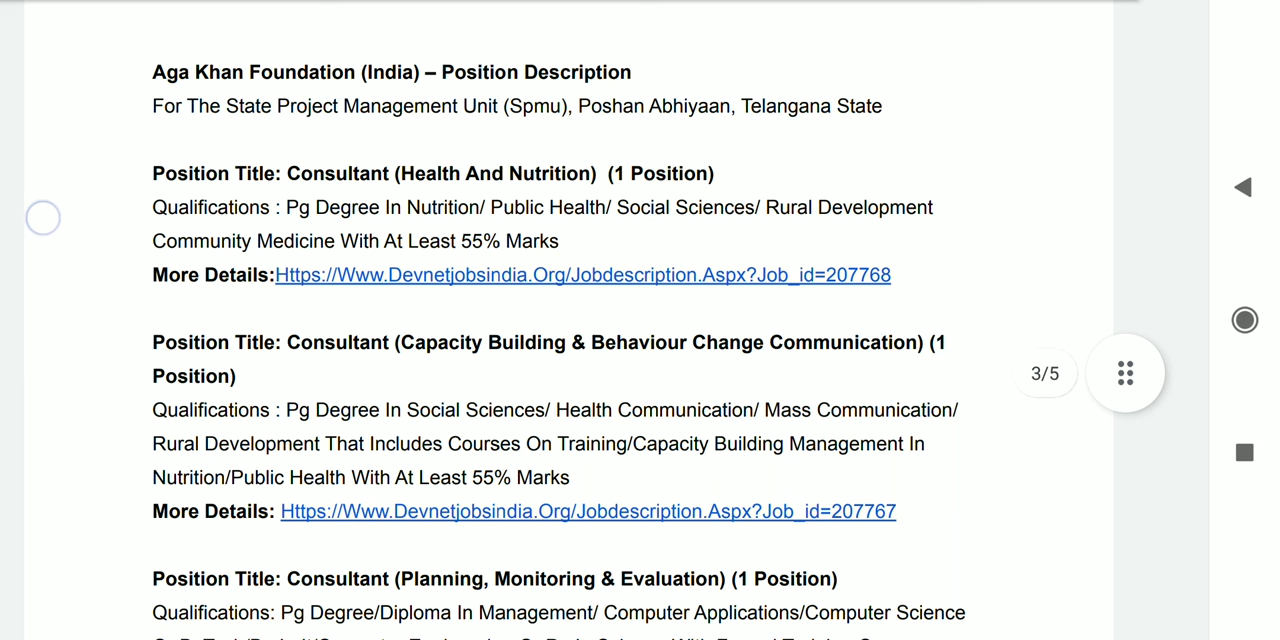 Aga Khan Foundation (India) – Position Description
For The State Project Management Unit (Spmu), Poshan Abhiyaan, Telangana State
Position Title: Consultant (Health And Nutrition)  (1 Position)
Qualifications : Pg Degree In Nutrition/ Public Health/ Social Sciences/ Rural Development
Community Medicine With At Least 55% Marks
More Details:Https://Www.Devnetjobsindia.Org/Jobdescription.Aspx?Job_id=207768
Position Title: Consultant (Capacity Building & Behaviour Change Communication) (1
Position)
3/5
Qualifications : Pg Degree In Social Sciences/ Health Communication/ Mass Communication/
Rural Development That Includes Courses On Training/Capacity Building Management In
Nutrition/Public Health With At Least 55% Marks
More Details: Https://Www.Devnetjobsindia.Org/Jobdescription.Aspx?Job_id=207767
Position Title: Consultant (Planning, Monitoring & Evaluation) (1 Position)
Qualifications: Pg Degree/Diploma In Management/ Computer Applications/Computer Science